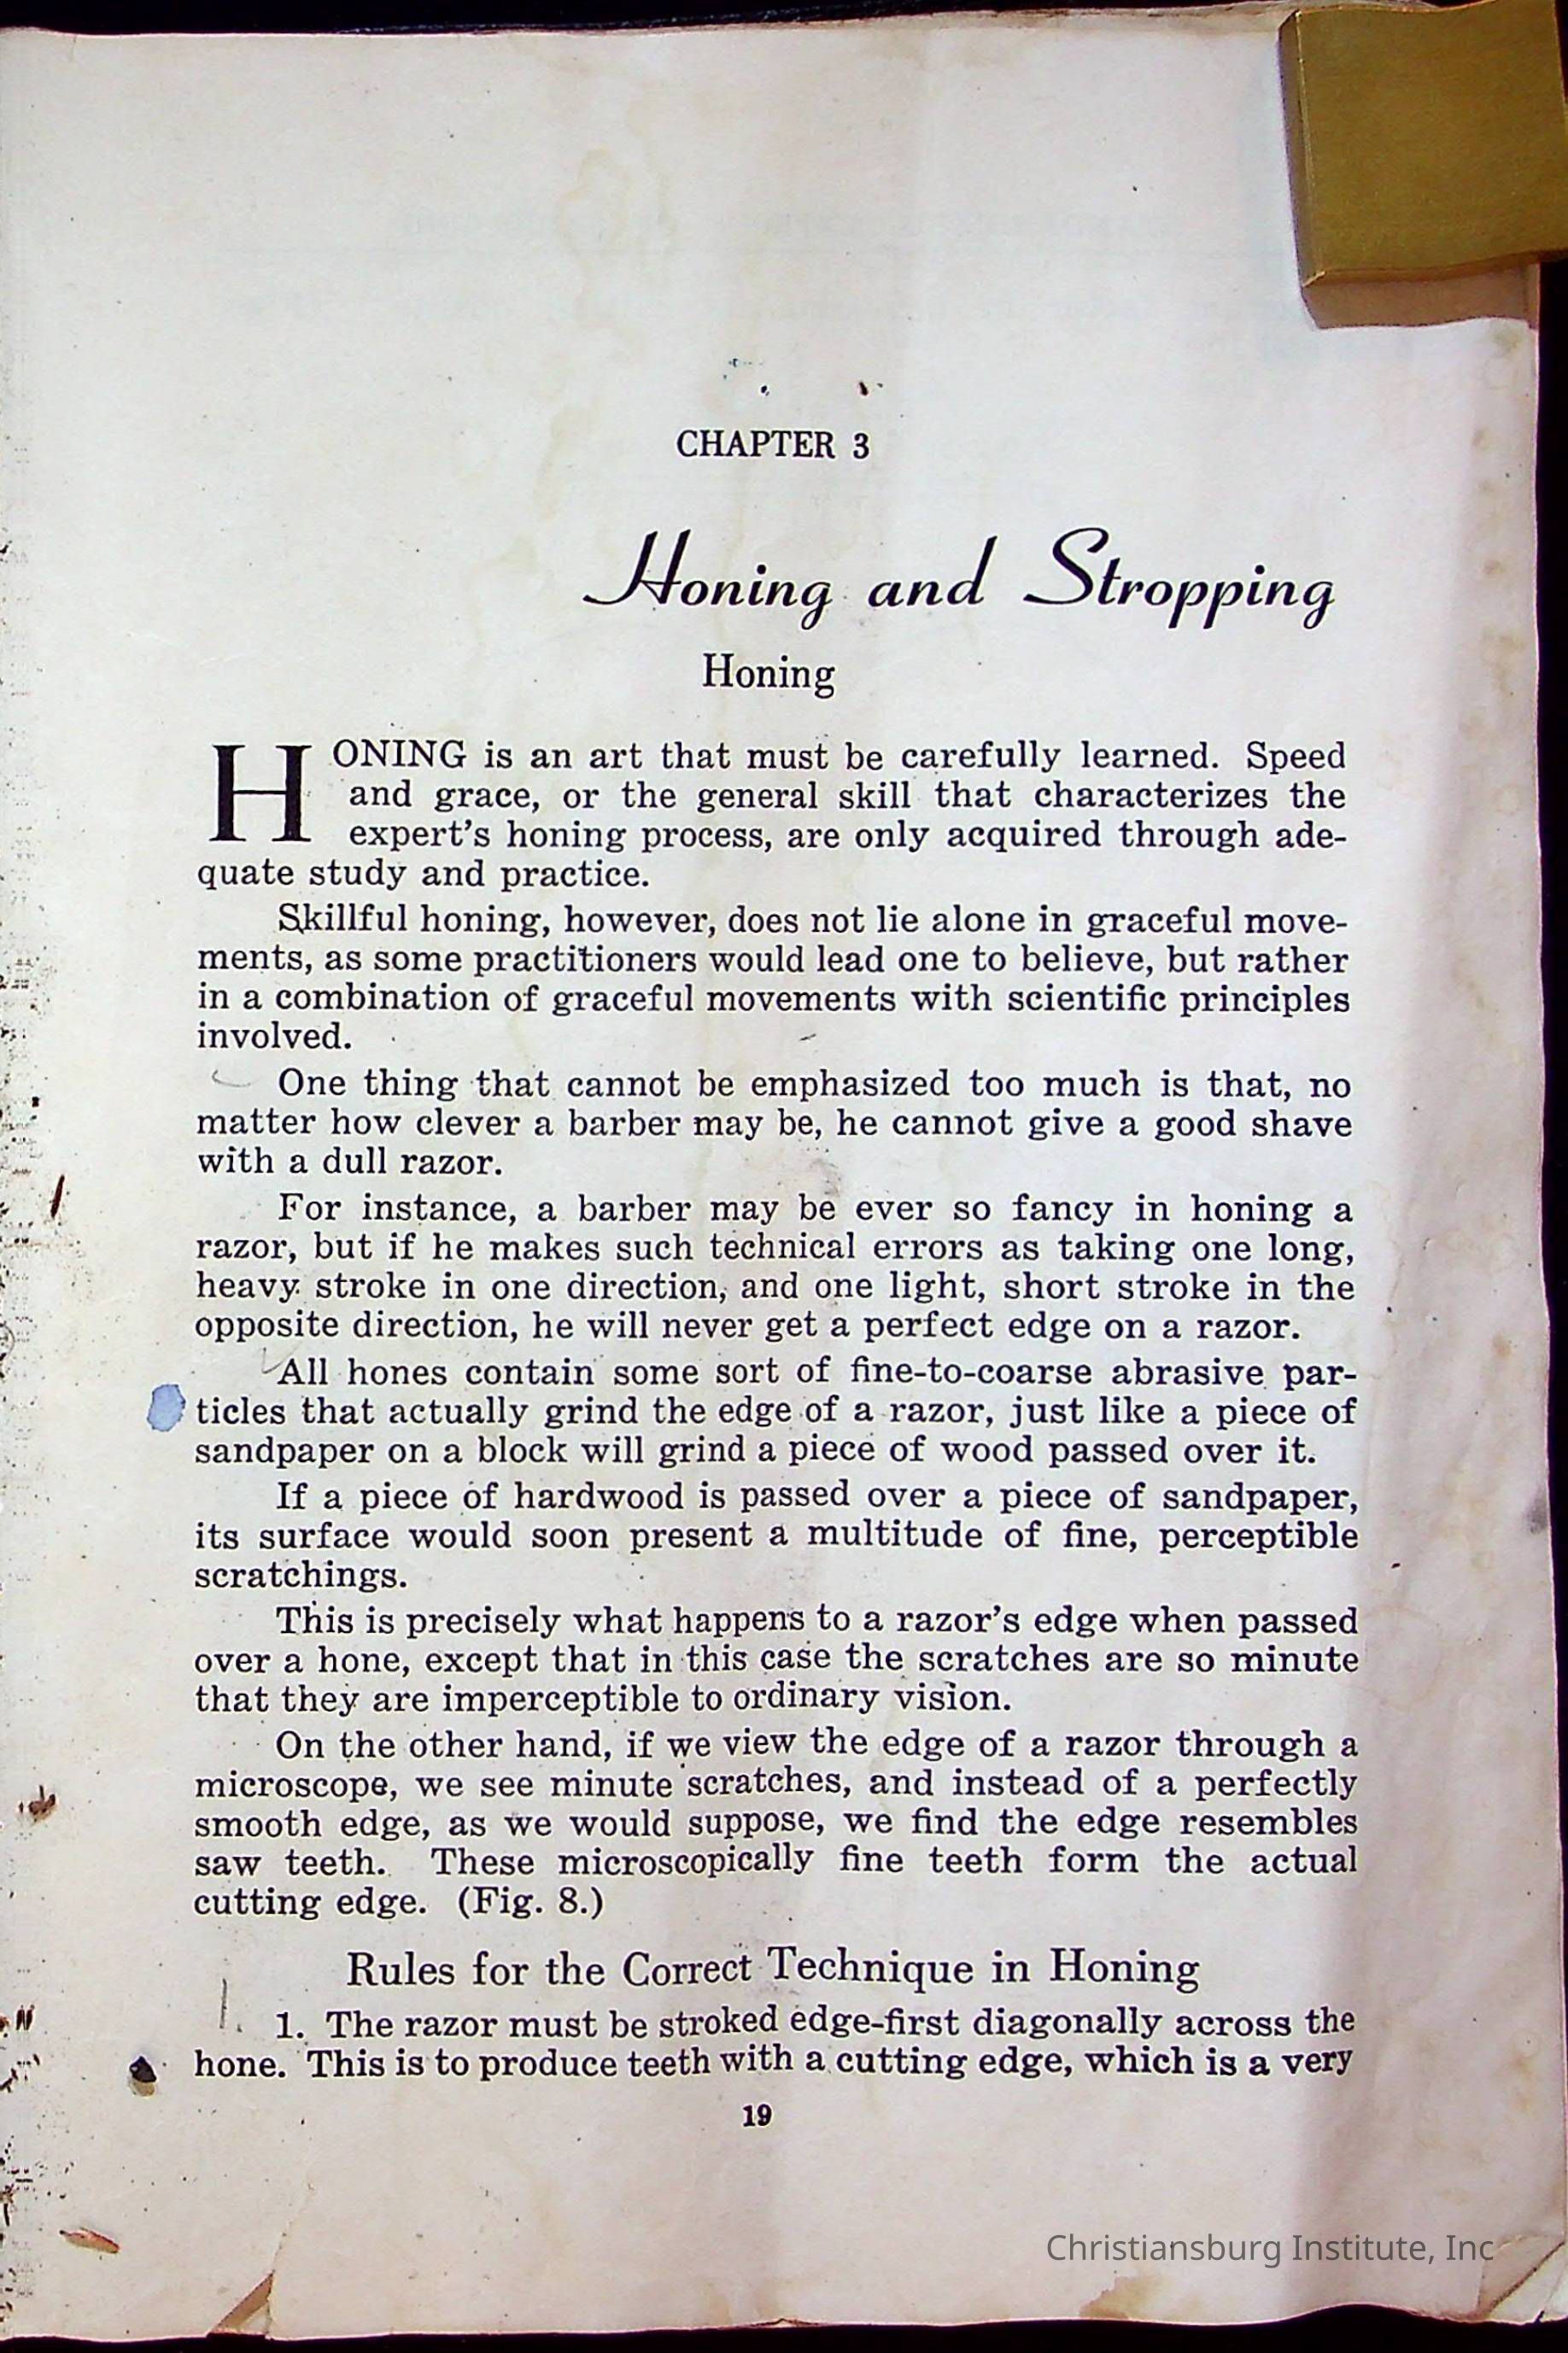 CHAPTER 3
Honing and Stropping
Honing
HONING is an art that must be carefully learned. Speed
and grace, or the general skill that characterizes the
expert's honing process, are only acquired through ade-
quate study and practice.
Skillful honing, however, does not lie alone in graceful move-
ments, as some practitioners would lead one to believe, but rather
in a combination of graceful movements with scientific principles
involved.
One thing that cannot be emphasized too much is that, no
matter how clever a barber may be, he cannot give a good shave
with a dull razor.
For instance, a barber may be ever so fancy in honing a
razor, but if he makes such technical errors as taking one long,
heavy stroke in one direction, and one light, short stroke in the
opposite direction, he will never get a perfect edge on a razor.
All hones contain some sort of fine-to-coarse abrasive par-
ticles that actually grind the edge of a razor, just like a piece of
sandpaper on a block will grind a piece of wood passed over it.
If a piece of hardwood is passed over a piece of sandpaper,
its surface would soon present a multitude of fine, perceptible
scratchings.
This is precisely what happens to a razor's edge when passed
over a hone, except that in this case the scratches are so minute
that they are imperceptible to ordinary vision.
On the other hand, if we view the edge of a razor through a
microscope, we see minute scratches, and instead of a perfectly
smooth edge, as we would suppose, we find the edge resembles
saw teeth. These microscopically fine teeth form the actual
cutting edge. (Fig. 8.)
Rules for the Correct Technique in Honing
1. The razor must be stroked edge-first diagonally across the
hone. This is to produce teeth with a cutting edge, which is a very
19
Christiansburg Institute, Inc